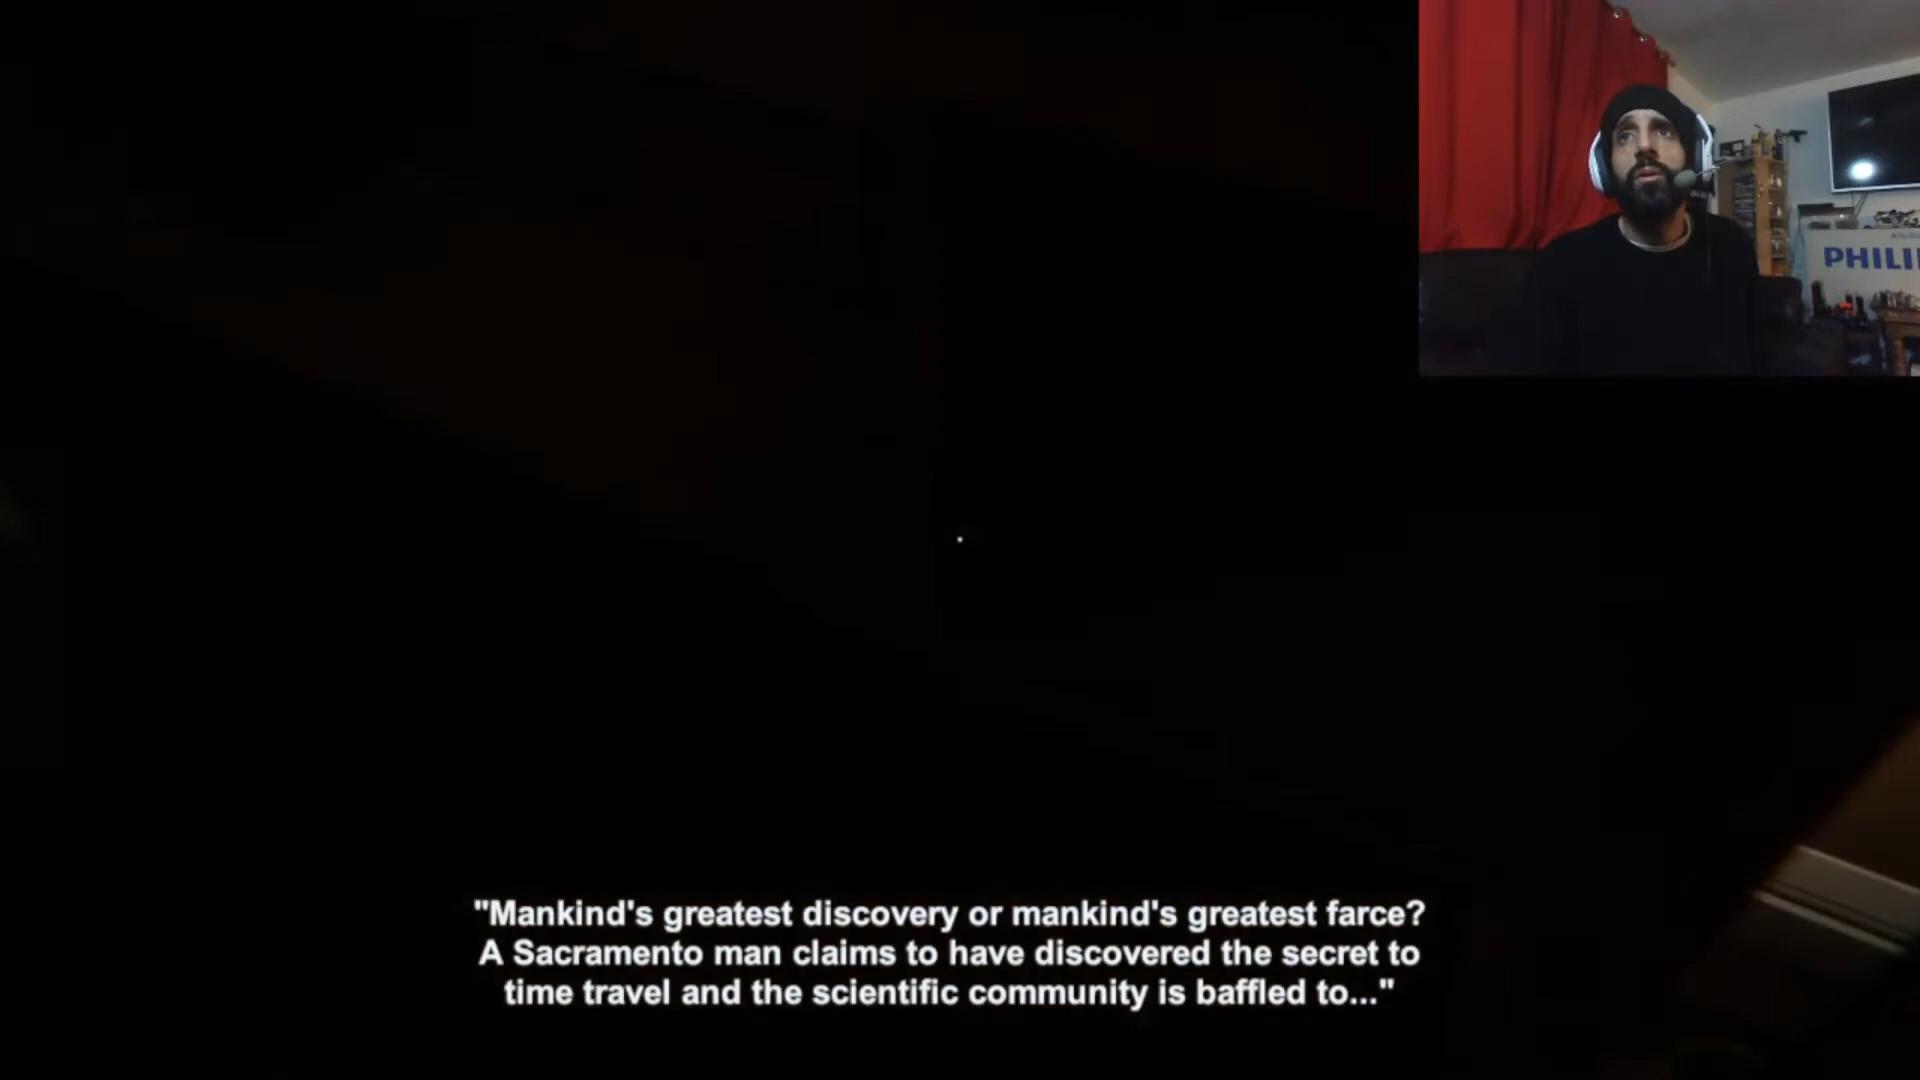 PHILI
"Mankind's greatest discovery or mankind's greatest farce?
A Sacramento man claims to have discovered the secret to
time travel and the scientific community is baffled to..."